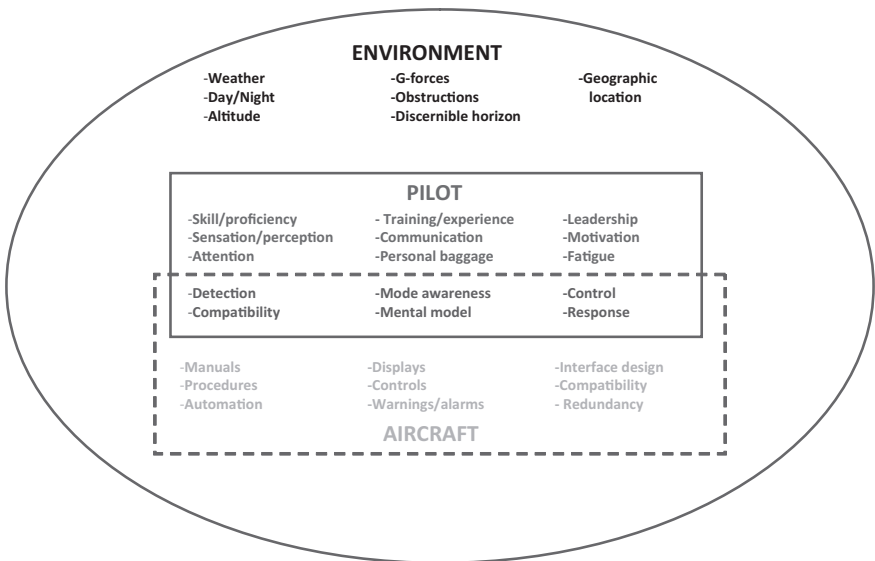 ENVIRONMENT
-Weather -G-forces -Geographic
-Day/Night -Obstructions location
-Altitude -Discernible horizon
PILOT
-Skill/proficiency - Training/experience -Leadership
-Sensation/perception -Communication -Motivation
-Attention -Personal baggage -Fatigue
-Detection -Mode awareness -Control
-Compatibility -Mental model -Response
-Manuals -Displays -Interface design
-Procedures -Controls -Compatibility
-Automation -Warnings/alarms - Redundancy
AIRCRAFT